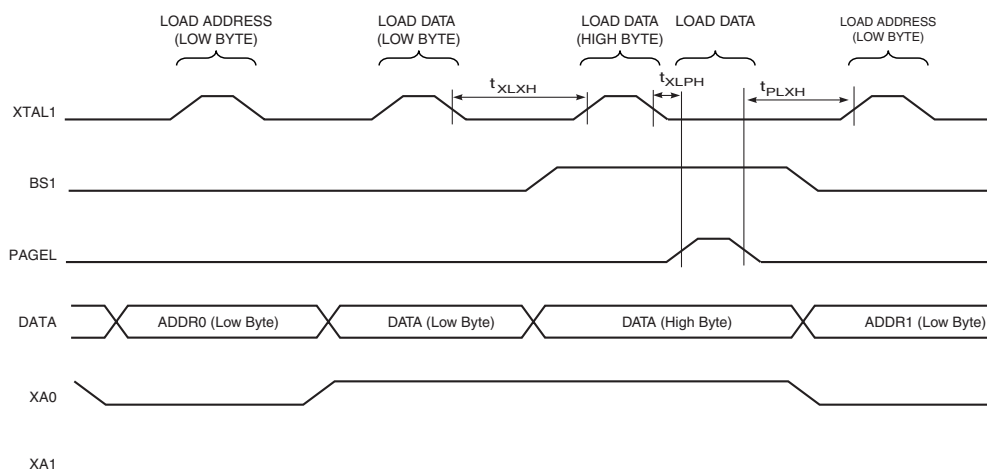 LOAD ADDRESS
(LOW BYTE)
LOAD DATA
(LOW BYTE)
LOAD DATA
(HIGH BYTE)
LOAD DATA
LOAD ADDRESS
(LOW BYTE)
tXLXH
tXLPH
tPLXH
XTAL1
BS1
PAGEL
DATA
ADDR0 (Low Byte)
DATA (Low Byte)
DATA (High Byte)
ADDR1 (Low Byte)
XA0
XA1